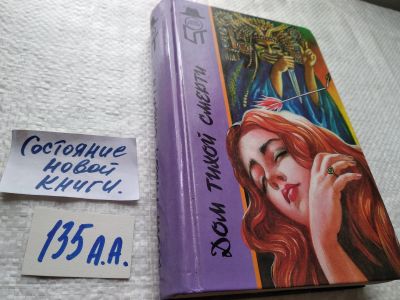 Состояние
новой
книги.
135 А.А.
Дом тихой смерти